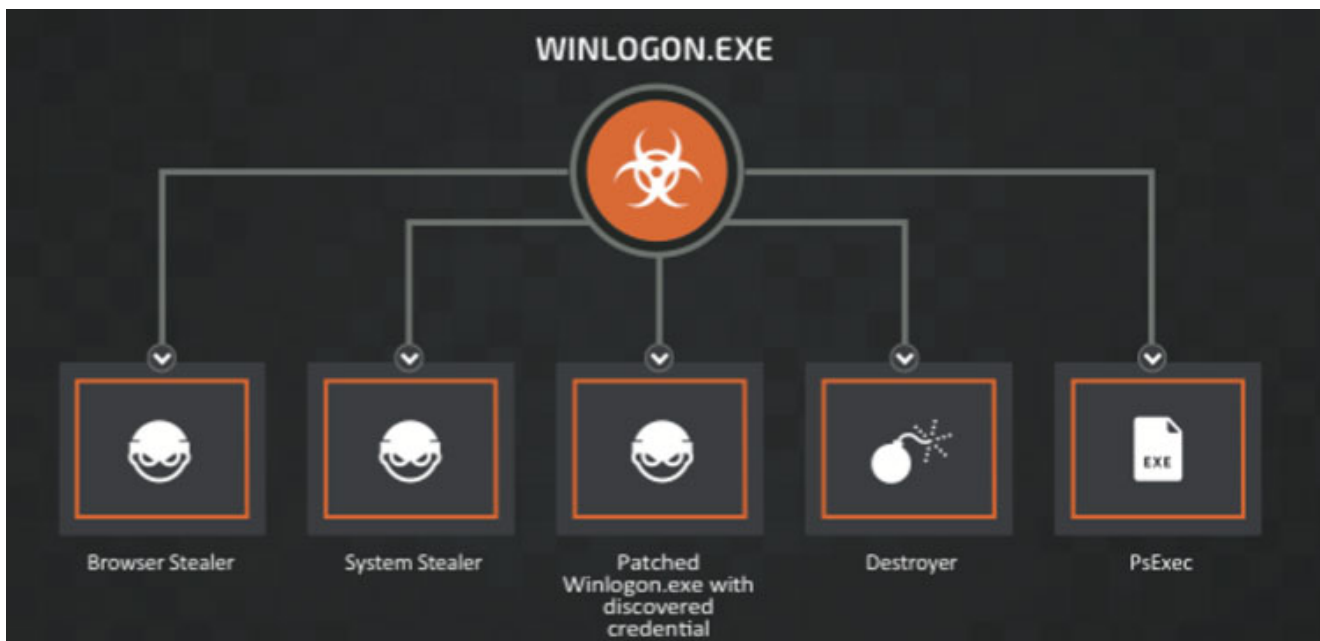 WINLOGON.EXE
EXE
Browser Stealer
System Stealer
Patched
Winlogon.exe with
discovered
credential
Destroyer
PsExec